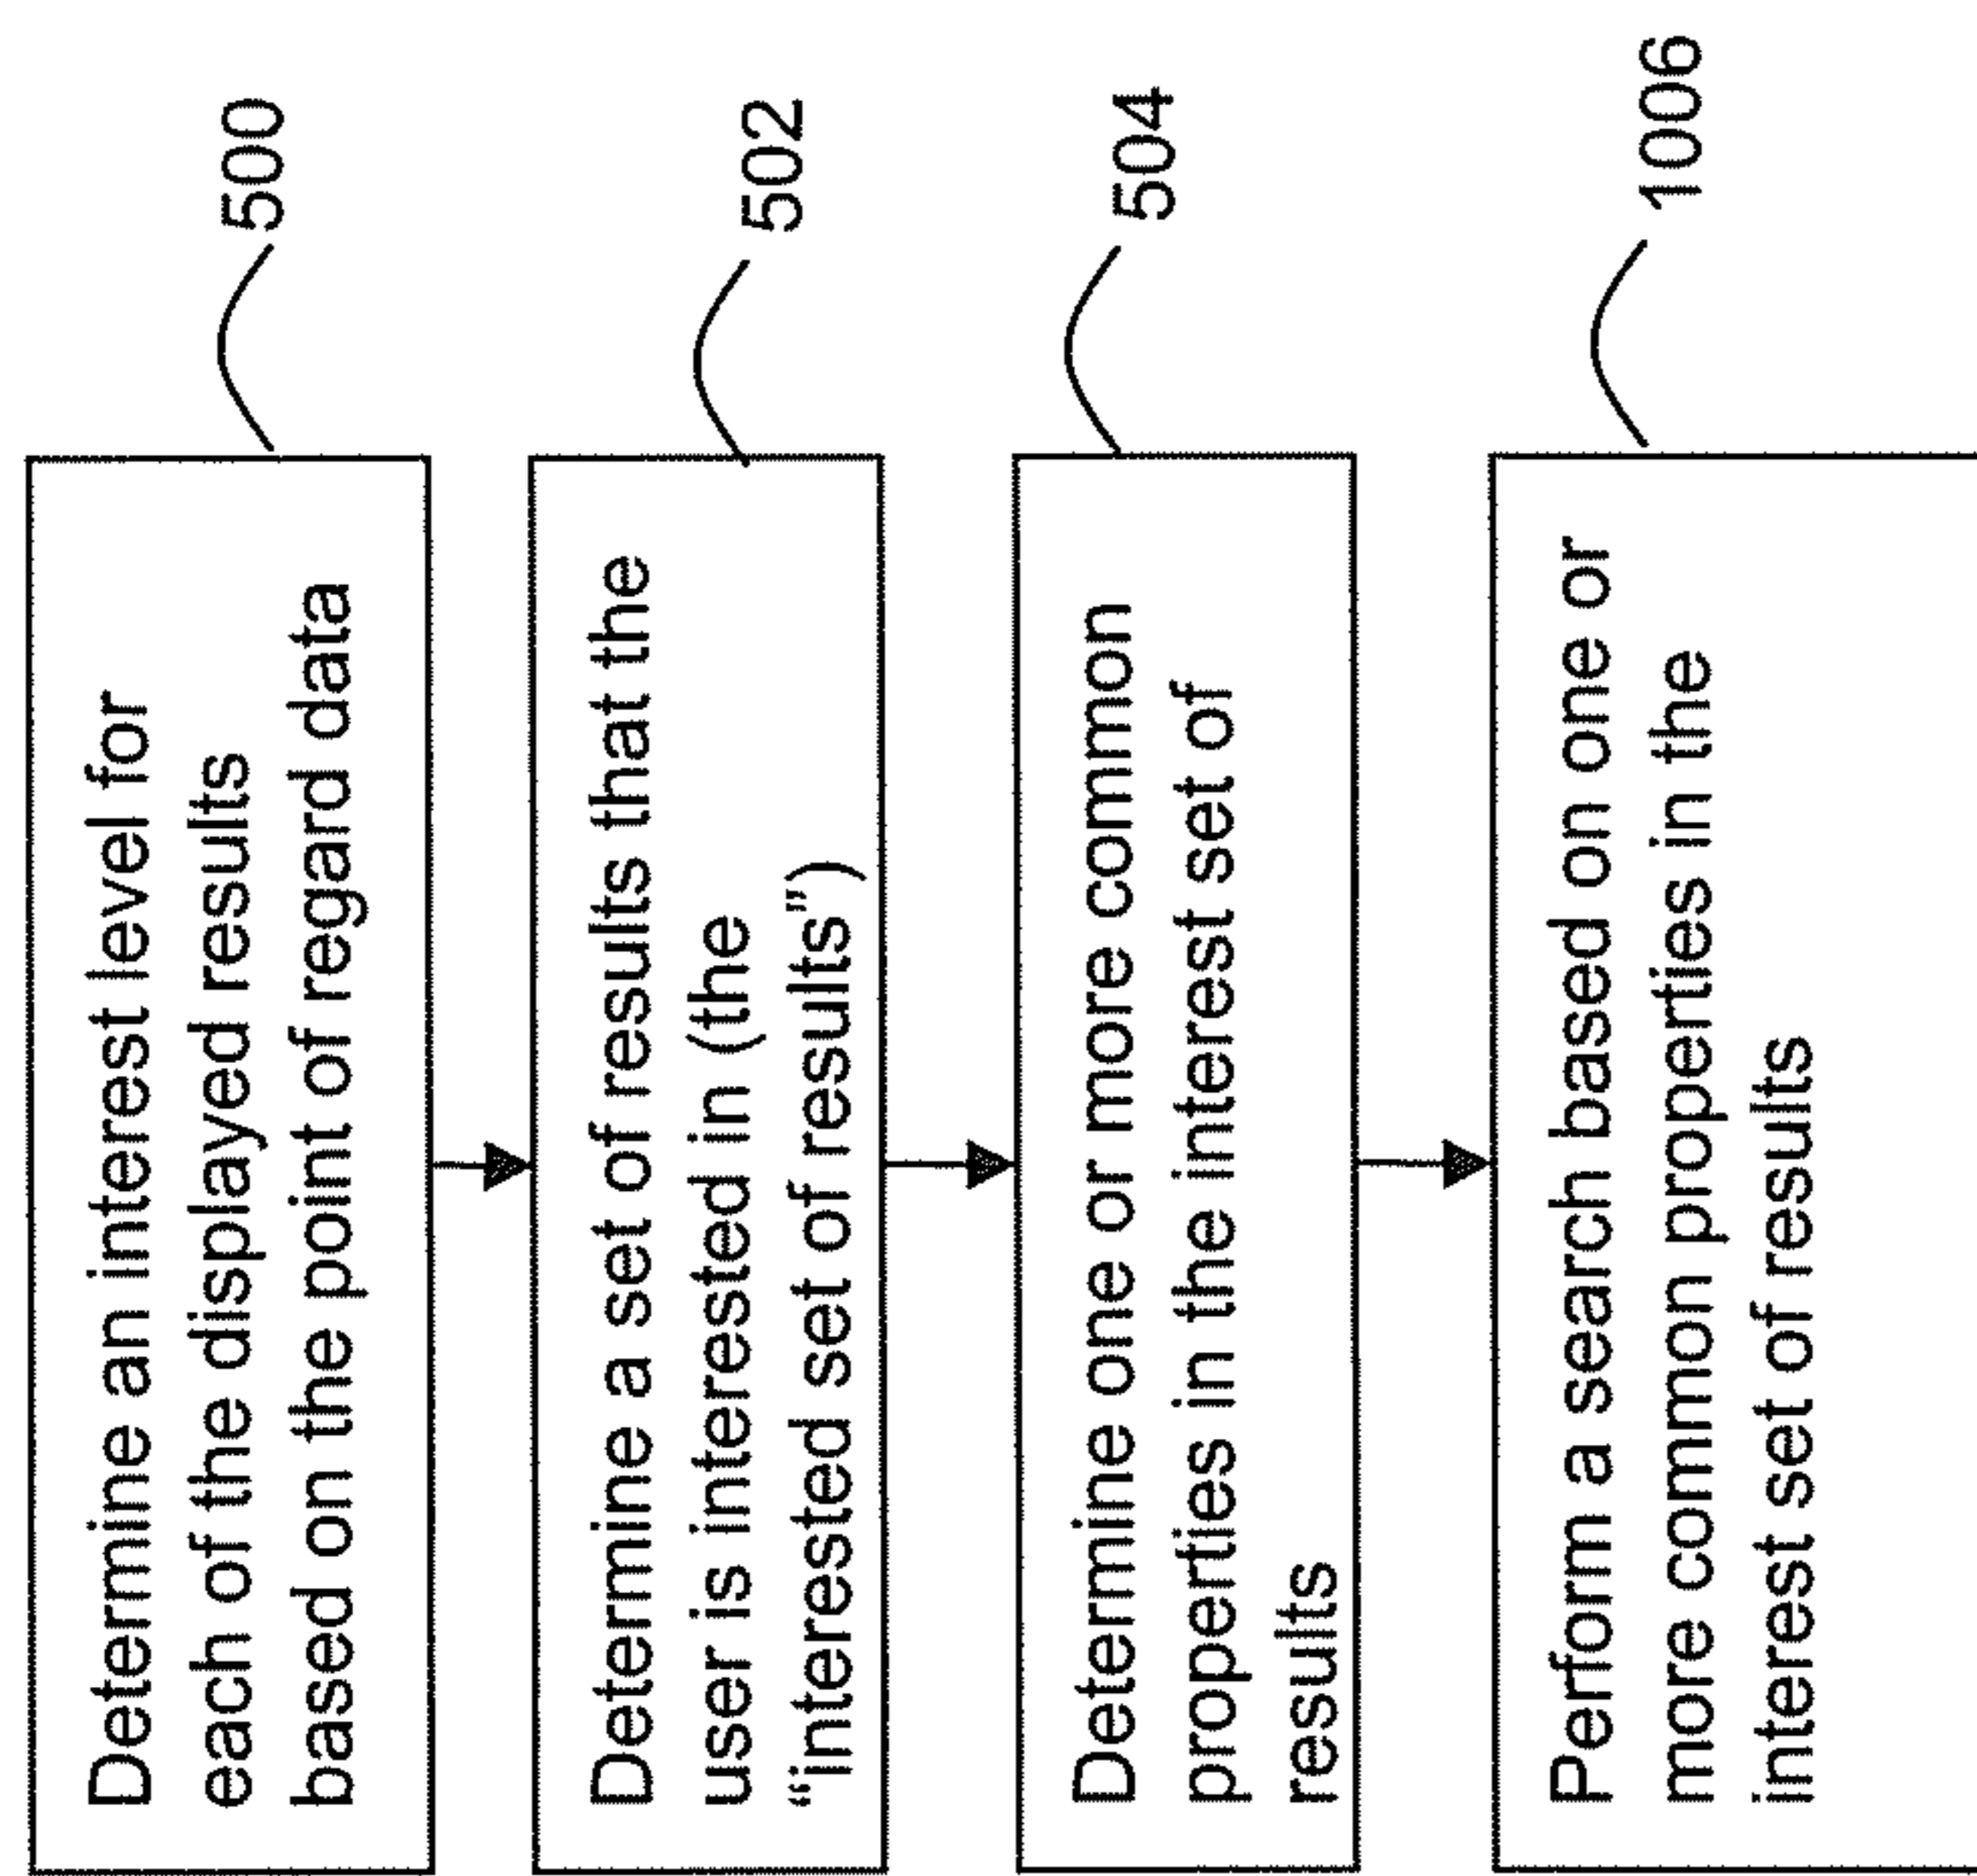 Determine an interest level for
each of the displayed results
based on the point of regard data
500
Determine a set of results that the
user is interested in (the
“interested set of results”)
502
Determine one or more common
properties in the interest set of
results
504
Perform a search based on one or
more common properties in the
interest set of results
1006